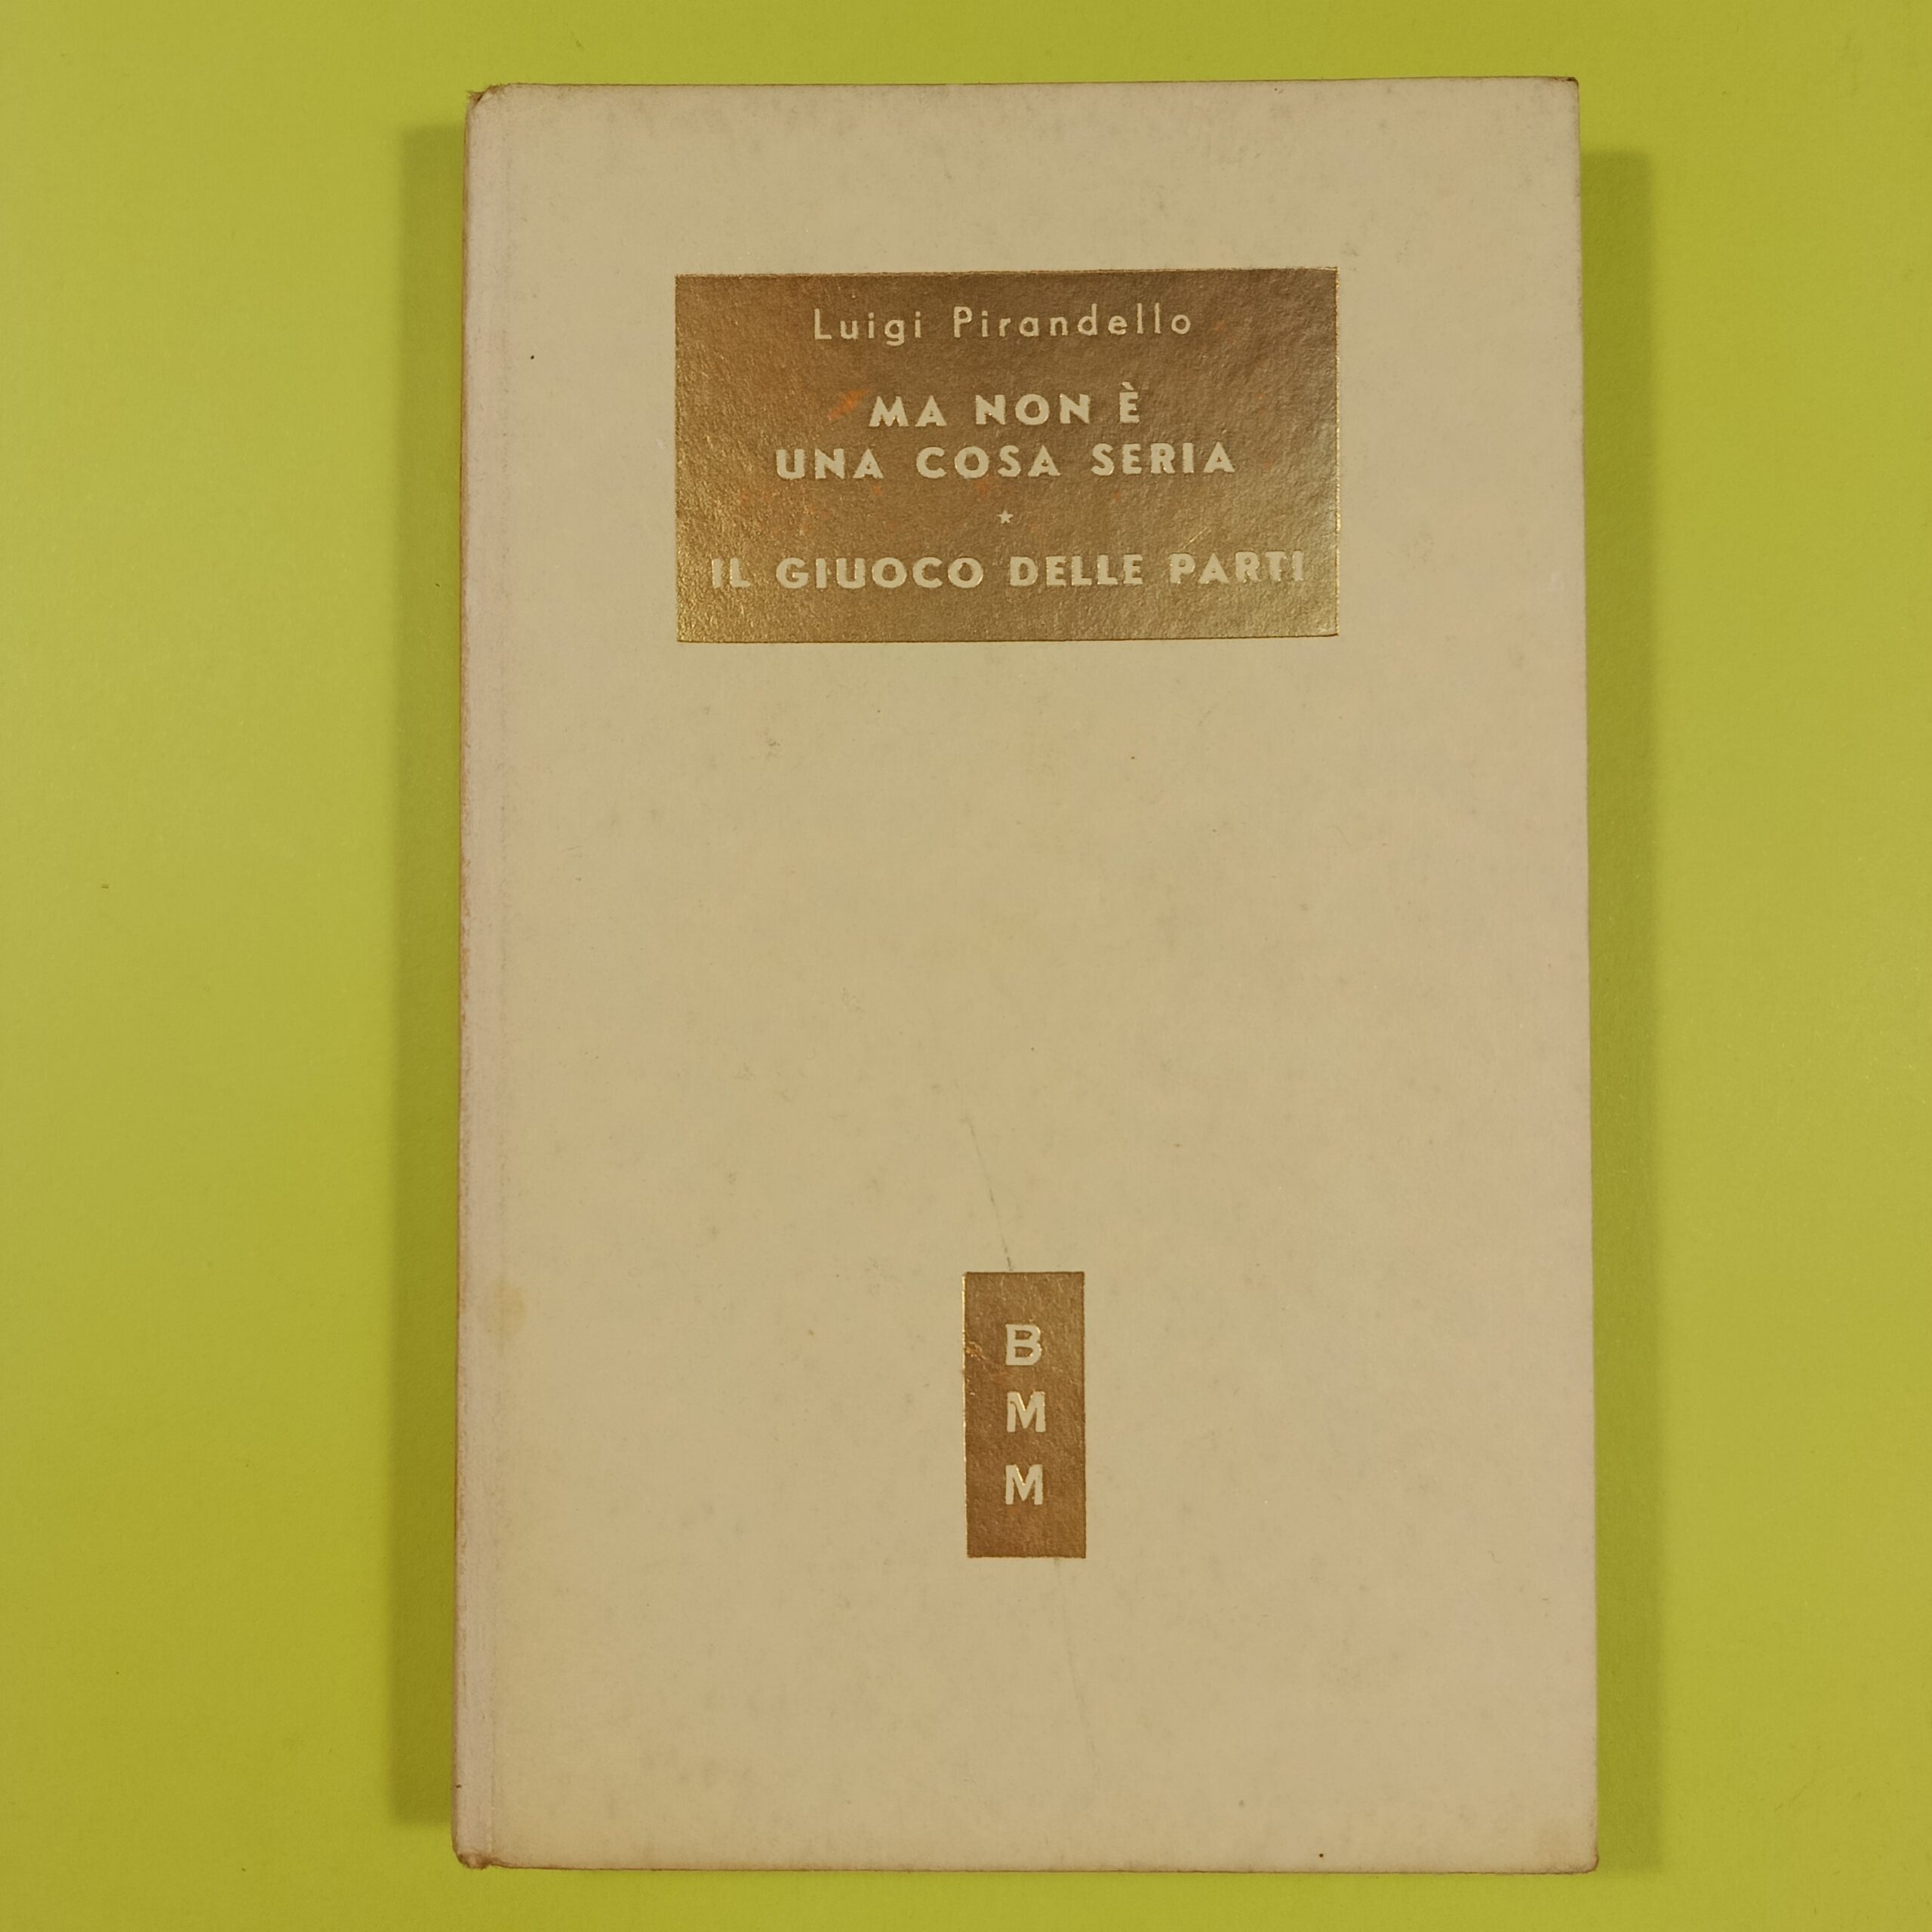 Luigi Pirandello
MA NON È
UNA COSA SERIA
★
IL GIUOCO DELLE PARTI
B
M
M